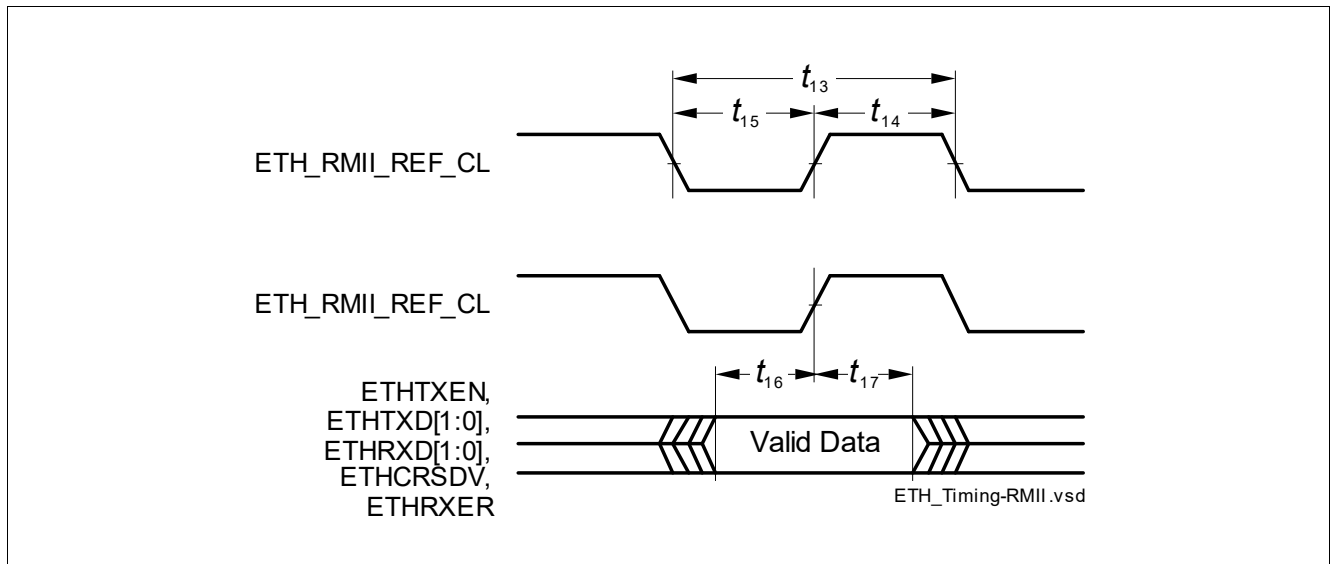 t13
t15
t14
ETH_RMII_REF_CL
ETH_RMII_REF_CL
t16
t17
ETHTXEN,
ETHTXD[1:0],
ETHRXD[1:0],
ETHCRSDV,
ETHRXER
Valid Data
ETH_Timing-RMII.vsd